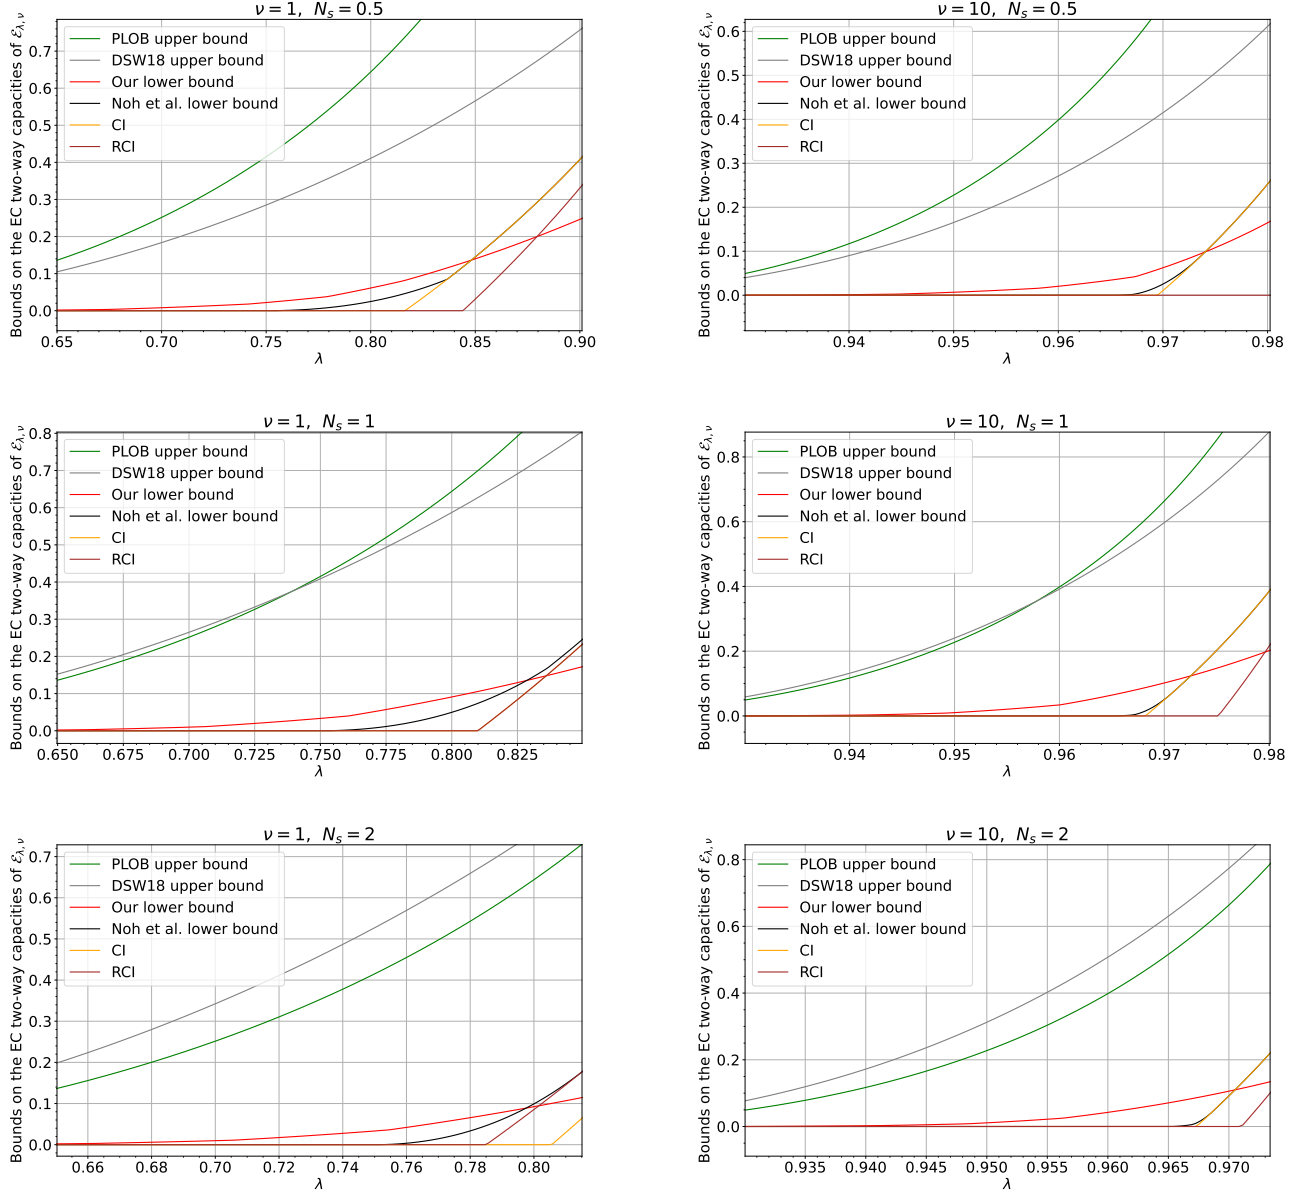 ν = 1, N_s = 0.5
Bounds on the EC two-way capacities of ℰ_{λ, ν}
0.7
0.6
0.5
0.4
0.3
0.2
0.1
0.0
PLOB upper bound
DSW18 upper bound
Our lower bound
Noh et al. lower bound
CI
RCI
0.65 0.70 0.75 0.80 0.85 0.90
λ
ν = 10, N_s = 0.5
Bounds on the EC two-way capacities of ℰ_{λ, ν}
0.6
0.5
0.4
0.3
0.2
0.1
0.0
PLOB upper bound
DSW18 upper bound
Our lower bound
Noh et al. lower bound
CI
RCI
0.94 0.95 0.96 0.97 0.98
λ
ν = 1, N_s = 1
Bounds on the EC two-way capacities of ℰ_{λ, ν}
0.8
0.7
0.6
0.5
0.4
0.3
0.2
0.1
0.0
PLOB upper bound
DSW18 upper bound
Our lower bound
Noh et al. lower bound
CI
RCI
0.650 0.675 0.700 0.725 0.750 0.775 0.800 0.825
λ
ν = 10, N_s = 1
Bounds on the EC two-way capacities of ℰ_{λ, ν}
0.8
0.6
0.4
0.2
0.0
PLOB upper bound
DSW18 upper bound
Our lower bound
Noh et al. lower bound
CI
RCI
0.94 0.95 0.96 0.97 0.98
λ
ν = 1, N_s = 2
Bounds on the EC two-way capacities of ℰ_{λ, ν}
0.7
0.6
0.5
0.4
0.3
0.2
0.1
0.0
PLOB upper bound
DSW18 upper bound
Our lower bound
Noh et al. lower bound
CI
RCI
0.66 0.68 0.70 0.72 0.74 0.76 0.78 0.80
λ
ν = 10, N_s = 2
Bounds on the EC two-way capacities of ℰ_{λ, ν}
0.8
0.6
0.4
0.2
0.0
PLOB upper bound
DSW18 upper bound
Our lower bound
Noh et al. lower bound
CI
RCI
0.935 0.940 0.945 0.950 0.955 0.960 0.965 0.970
λ